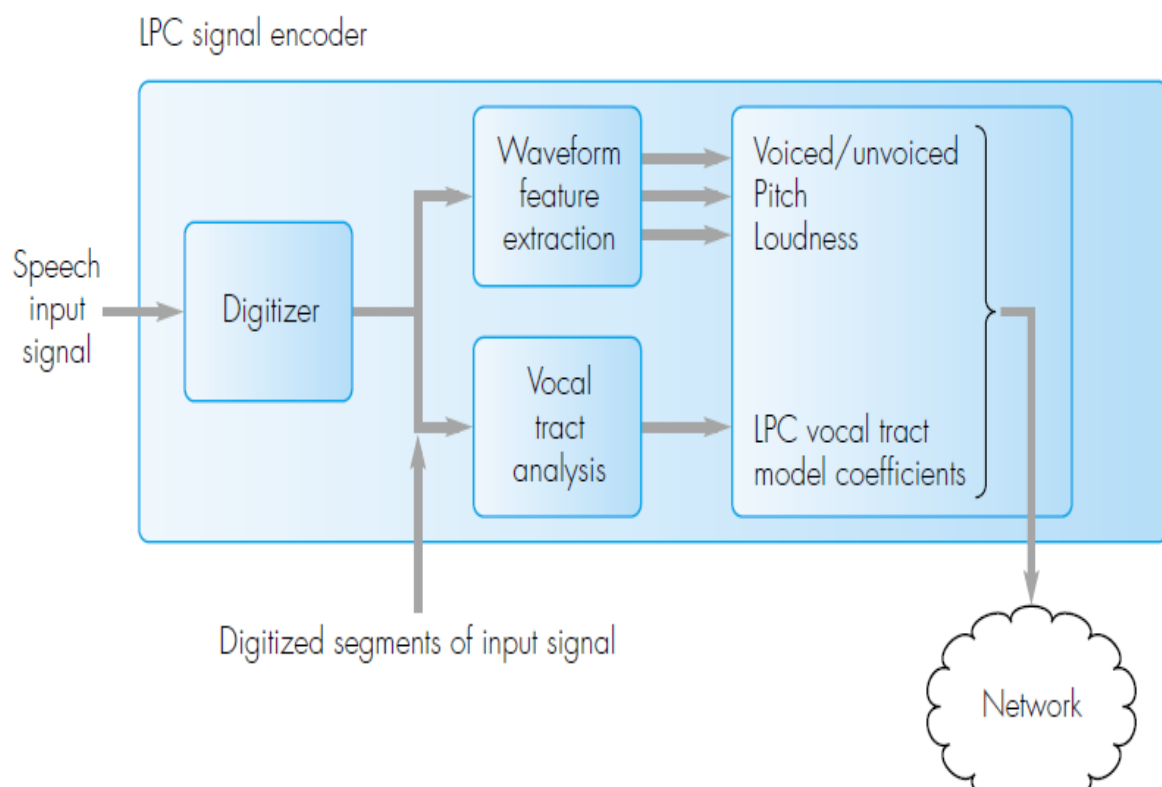 LPC signal encoder
Speech
input
signal
Digitizer
Waveform
feature
extraction
Voiced/unvoiced
Pitch
Loudness
Vocal
tract
analysis
LPC vocal tract
model coefficients
Digitized segments of input signal
Network